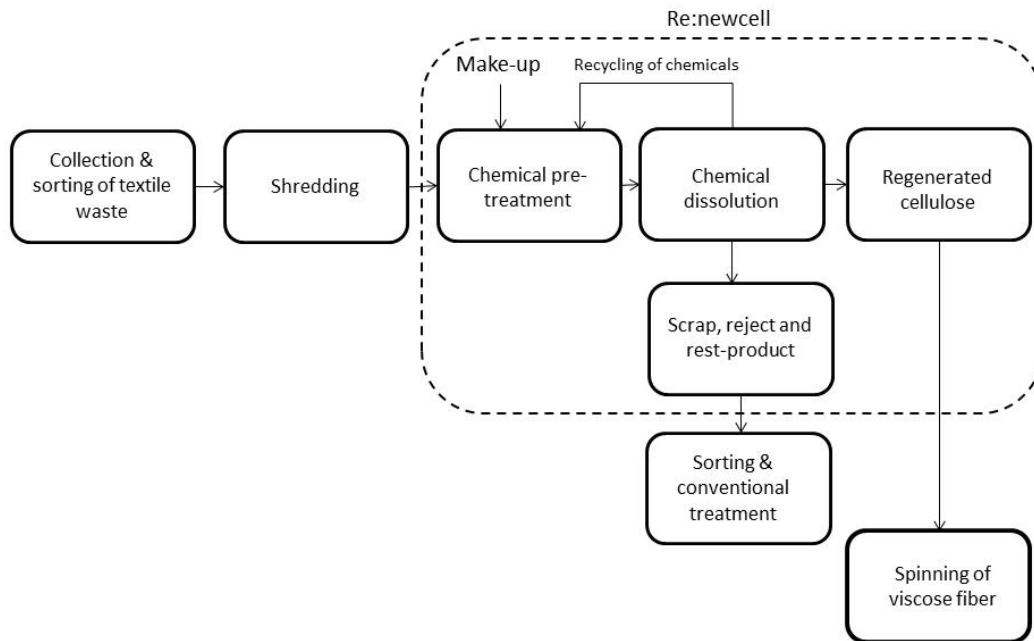 Re:newcell
Make-up
Recycling of chemicals
Collection &
sorting of textile
waste
Shredding
Chemical pre-
treatment
Chemical
dissolution
Regenerated
cellulose
Scrap, reject and
rest-product
Sorting &
conventional
treatment
Spinning of
viscose fiber